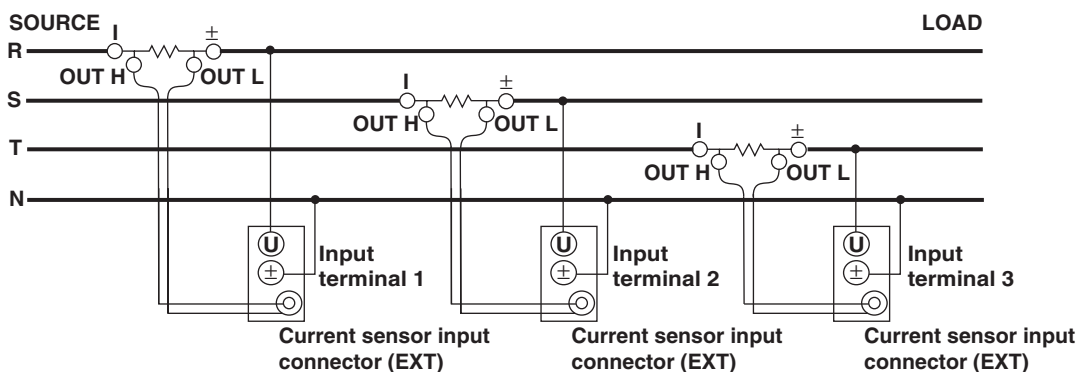 SOURCE
LOAD
I
±
R
OUT H
OUT L
I
±
S
OUT H
OUT L
I
±
T
OUT H
OUT L
N
U
±
Input
terminal 1
Current sensor input
connector (EXT)
U
±
Input
terminal 2
Current sensor input
connector (EXT)
U
±
Input
terminal 3
Current sensor input
connector (EXT)